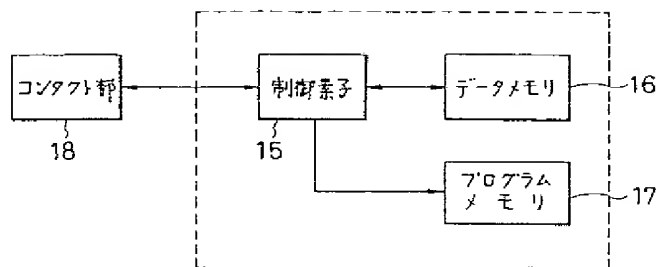 コンタクト部
18
制御素子
15
データメモリ
16
プログラム
メモリ
17